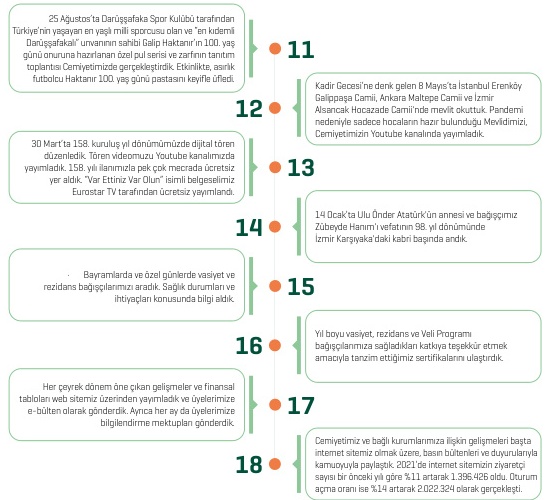 25 Ağustos'ta Darüşşafaka Spor Kulübü tarafından
Türkiye'nin yaşayan en yaşlı milli sporcusu olan ve "en kıdemli
Darüşşafakalı" unvanının sahibi Galip Haktanır'ın 100. yaş
günü onuruna hazırlanan özel pul serisi ve zarfının tanıtım
toplantısı Cemiyetimizde gerçekleştirdik. Etkinlikte, asırlık
futbolcu Haktanır 100. yaş günü pastasını keyifle üfledi.
11
Kadir Gecesi'ne denk gelen 8 Mayıs'ta İstanbul Erenköy
Galippaşa Camii, Ankara Maltepe Camii ve İzmir
Alsancak Hocazade Camii'nde mevlit okuttuk. Pandemi
nedeniyle sadece hocaların hazır bulunduğu Mevlidimizi,
Cemiyetimizin Youtube kanalında yayımladık.
12
30 Mart'ta 158. kuruluş yıl dönümümüzde dijital tören
düzenledik. Tören videomuzu Youtube kanalımızda
yayımladık. 158. yılı ilanımızla pek çok mecrada ücretsiz
yer aldık. "Var Ettiniz Var Olun" isimli belgeselimiz
Eurostar TV tarafından ücretsiz yayımlandı.
13
14 Ocak'ta Ulu Önder Atatürk'ün annesi ve bağışçımız
Zübeyde Hanım'ı vefatının 98. yıl dönümünde
İzmir Karşıyaka'daki kabri başında andık.
14
Bayramlarda ve özel günlerde vasiyet ve
rezidans bağışçılarımızı aradık. Sağlık durumları ve
ihtiyaçları konusunda bilgi aldık.
15
Yıl boyu vasiyet, rezidans ve Veli Programı
bağışçılarımıza sağladıkları katkıya teşekkür etmek
amacıyla tanzim ettiğimiz sertifikalarını ulaştırdık.
16
Her çeyrek dönem öne çıkan gelişmeler ve finansal
tabloları web sitemiz üzerinden yayımladık ve üyelerimize
e-bülten olarak gönderdik. Ayrıca her ay da üyelerimize
bilgilendirme mektupları gönderdik.
17
Cemiyetimiz ve bağlı kurumlarımıza ilişkin gelişmeleri başta
internet sitemiz olmak üzere, basın bültenleri ve duyurularıyla
kamuoyuyla paylaştık. 2021'de internet sitemizin ziyaretçi
sayısı bir önceki yıla göre %11 artarak 1.396.426 oldu. Oturum
açma oranı ise %14 artarak 2.022.324 olarak gerçekleşti.
18